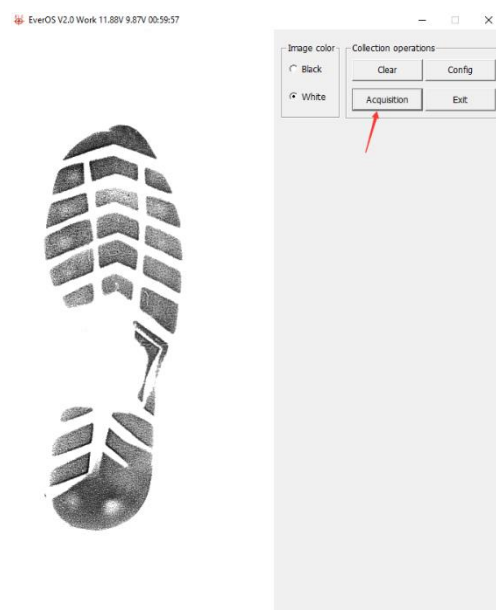 EverOS V2.0 Work 11.88V 9.87V 00:59:57
Image color
Black
White
Collection operations
Clear
Config
Acquisition
Exit